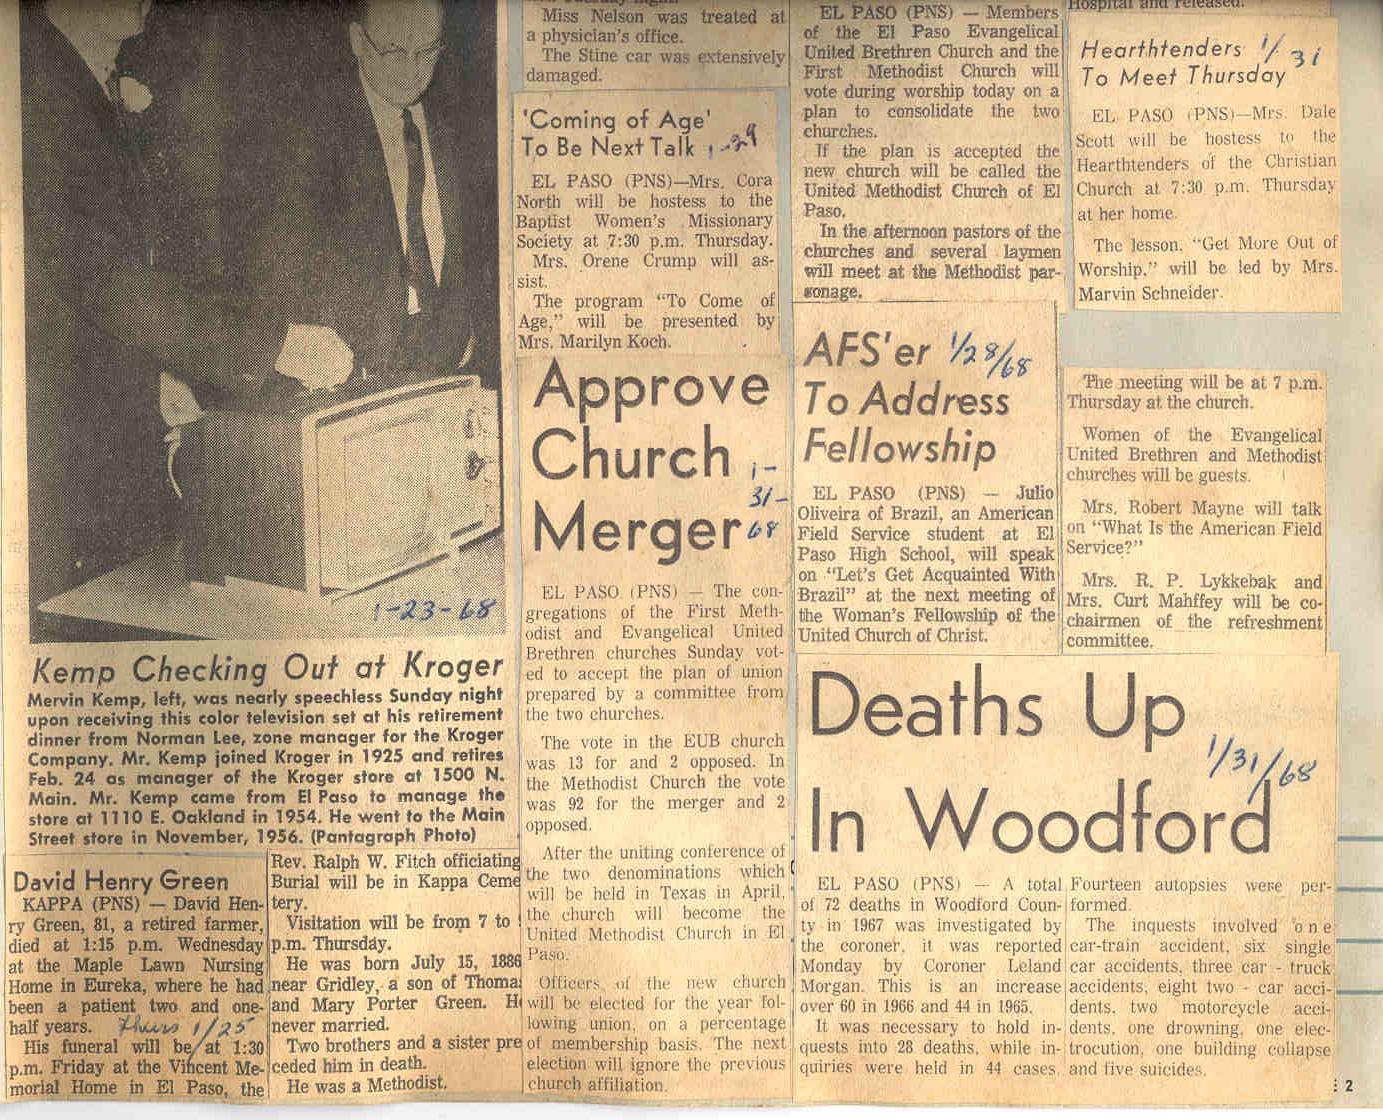 Miss Nelson was treated at
a physician's office.
The Stine car was extensively
damaged.
'Coming of Age'
To Be Next Talk 1-29
EL PASO (PNS)—Mrs. Cora
North will be hostess to the
Baptist Women's Missionary
Society at 7:30 p.m. Thursday.
Mrs. Orene Crump will as-
sist.
The program "To Come of
Age," will be presented by
Mrs. Marilyn Koch.
EL PASO (PNS) — Members
of the El Paso Evangelical
United Brethren Church and the
First Methodist Church will
vote during worship today on a
plan to consolidate the two
churches.
If the plan is accepted the
new church will be called the
United Methodist Church of El
Paso.
In the afternoon pastors of the
churches and several laymen
will meet at the Methodist par-
sonage.
Hospital and released.
Hearthtenders 1/31
To Meet Thursday
EL PASO (PNS)—Mrs. Dale
Scott will be hostess to the
Hearthtenders of the Christian
Church at 7:30 p.m. Thursday
at her home.
The lesson, "Get More Out of
Worship," will be led by Mrs.
Marvin Schneider.
1-23-68
Kemp Checking Out at Kroger
Mervin Kemp, left, was nearly speechless Sunday night
upon receiving this color television set at his retirement
dinner from Norman Lee, zone manager for the Kroger
Company. Mr. Kemp joined Kroger in 1925 and retires
Feb. 24 as manager of the Kroger store at 1500 N.
Main. Mr. Kemp came from El Paso to manage the
store at 1110 E. Oakland in 1954. He went to the Main
Street store in November, 1956. (Pantagraph Photo)
David Henry Green
KAPPA (PNS) — David Hen-
ry Green, 81, a retired farmer,
died at 1:15 p.m. Wednesday
at the Maple Lawn Nursing
Home in Eureka, where he had
been a patient two and one-
half years. Thurs 1/25
His funeral will be at 1:30
p.m. Friday at the Vincent Me-
morial Home in El Paso, the
Rev. Ralph W. Fitch officiating
Burial will be in Kappa Ceme
tery.
Visitation will be from 7 to
p.m. Thursday.
He was born July 15, 1886
near Gridley, a son of Thoma
and Mary Porter Green. H
never married.
Two brothers and a sister pre
ceded him in death.
He was a Methodist.
Approve
Church 1-
31-
Merger 68
EL PASO (PNS) — The con-
gregations of the First Meth-
odist and Evangelical United
Brethren churches Sunday vot-
ed to accept the plan of union
prepared by a committee from
the two churches.
The vote in the EUB church
was 13 for and 2 opposed. In
the Methodist Church the vote
was 92 for the merger and 2
opposed.
After the uniting conference of
the two denominations which
will be held in Texas in April,
the church will become the
United Methodist Church in El
Paso.
Officers of the new church
will be elected for the year fol-
lowing union, on a percentage
of membership basis. The next
election will ignore the previous
church affiliation.
AFS'er 1/28/68
To Address
Fellowship
EL PASO (PNS) — Julio
Oliveira of Brazil, an American
Field Service student at El
Paso High School, will speak
on "Let's Get Acquainted With
Brazil" at the next meeting of
the Woman's Fellowship of the
United Church of Christ.
The meeting will be at 7 p.m.
Thursday at the church.
Women of the Evangelical
United Brethren and Methodist
churches will be guests.
Mrs. Robert Mayne will talk
on "What Is the American Field
Service?"
Mrs. R. P. Lykkebak and
Mrs. Curt Mahffey will be co-
chairmen of the refreshment
committee.
Deaths Up
1/31/68
In Woodford
EL PASO (PNS) — A total
of 72 deaths in Woodford Coun-
ty in 1967 was investigated by
the coroner, it was reported
Monday by Coroner Leland
Morgan. This is an increase
over 60 in 1966 and 44 in 1965.
It was necessary to hold in-
quests into 28 deaths, while in-
quiries were held in 44 cases.
Fourteen autopsies were per-
formed.
The inquests involved one
car-train accident, six single
car accidents, three car - truck
accidents, eight two - car acci-
dents, two motorcycle acci-
dents, one drowning, one elec-
trocution, one building collapse
and five suicides.
2